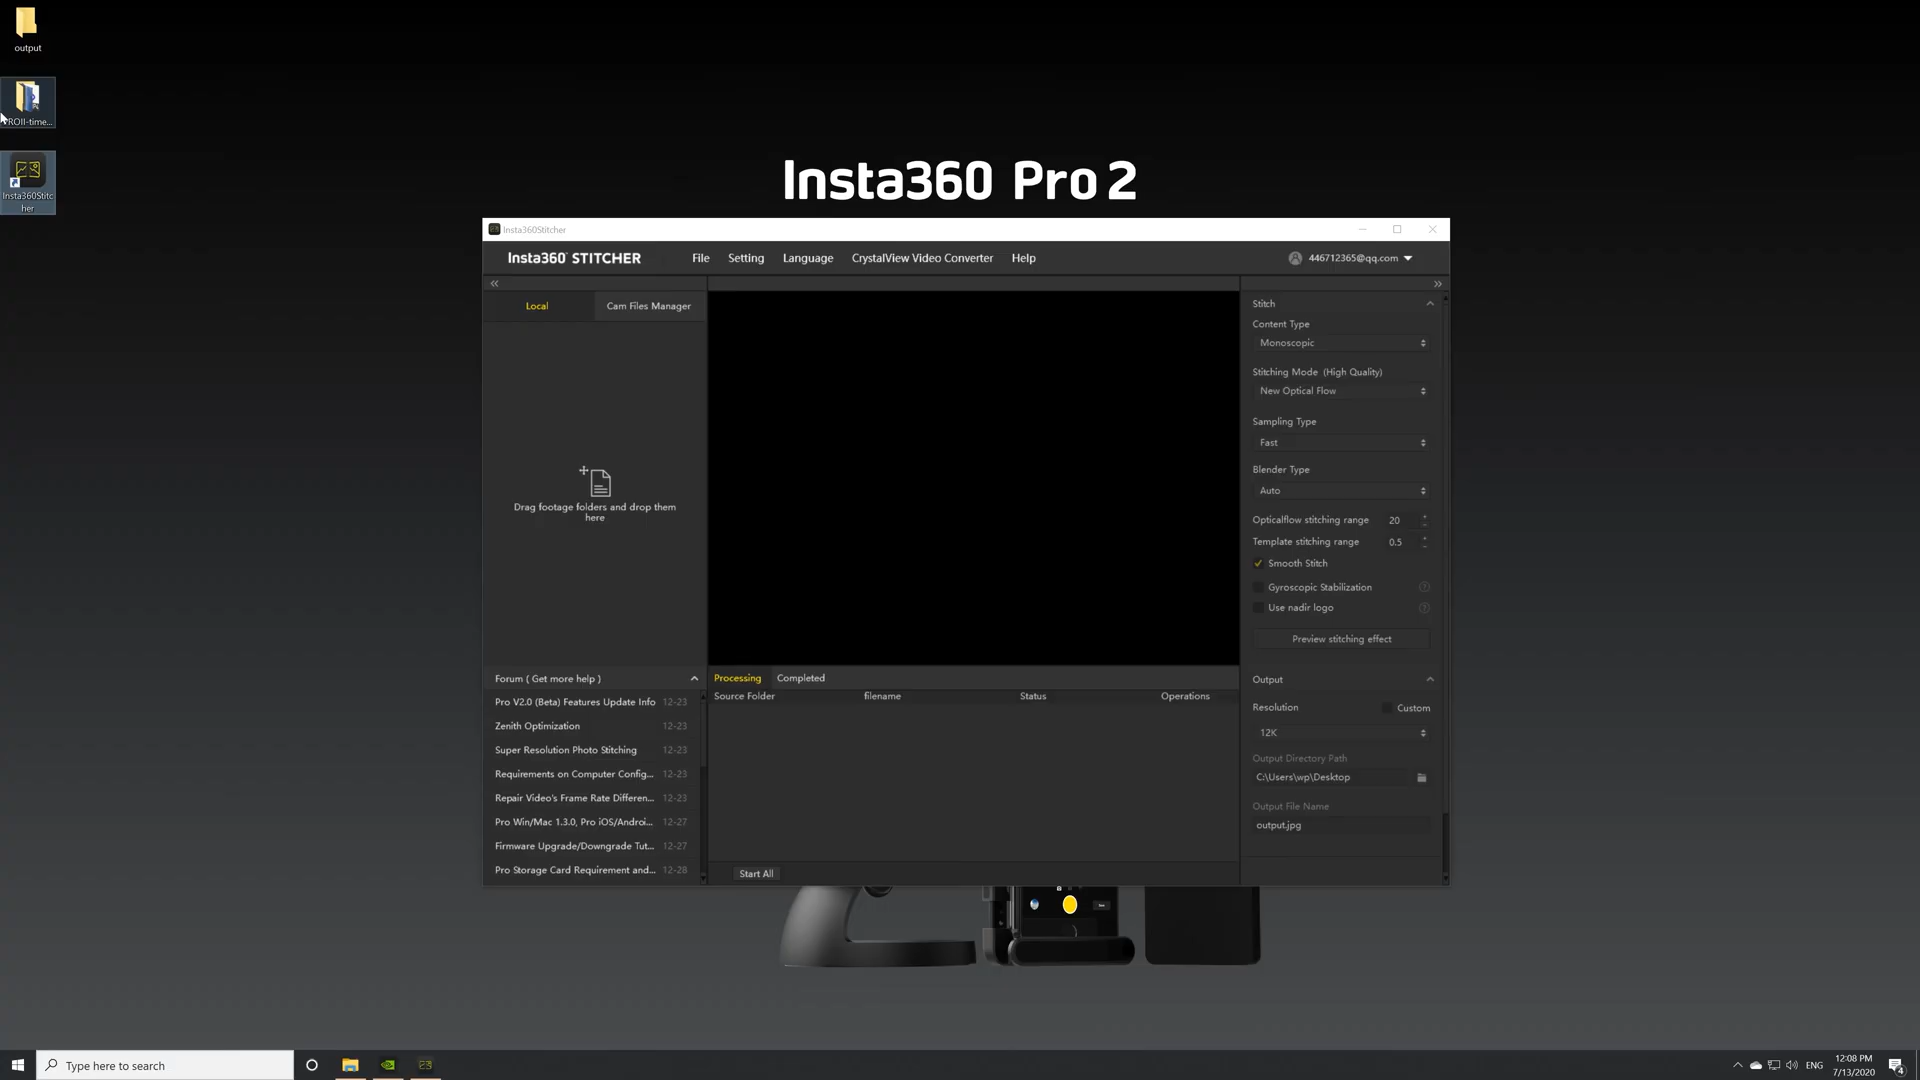 output
ROII-time...
Insta360Stitc
her
Insta360 Pro 2
Insta360Stitcher
Insta360 STITCHER
File
Setting
Language
CrystalView Video Converter
Help
446712365@qq.com
Local
Cam Files Manager
Drag footage folders and drop them
here
Forum ( Get more help )
Pro V2.0 (Beta) Features Update Info 12-23
Zenith Optimization 12-23
Super Resolution Photo Stitching 12-23
Requirements on Computer Config... 12-23
Repair Video's Frame Rate Differen... 12-23
Pro Win/Mac 1.3.0, Pro iOS/Androi... 12-27
Firmware Upgrade/Downgrade Tut... 12-27
Pro Storage Card Requirement and... 12-28
Processing
Completed
Source Folder
filename
Status
Operations
Start All
Stitch
Content Type
Monoscopic
Stitching Mode (High Quality)
New Optical Flow
Sampling Type
Fast
Blender Type
Auto
Opticalflow stitching range 20
Template stitching range 0.5
Smooth Stitch
Gyroscopic Stabilization ?
Use nadir logo ?
Preview stitching effect
Output
Resolution
Custom
12K
Output Directory Path
C:\Users\wp\Desktop
Output File Name
output.jpg
Type here to search
ENG
12:08 PM
7/13/2020
4